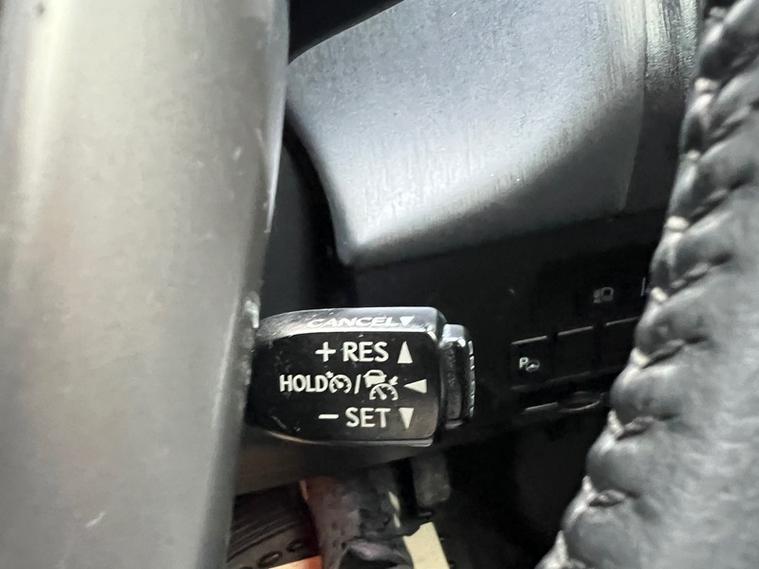 CANCEL▼
+ RES ▲
HOLD / ◀
− SET ▼
P